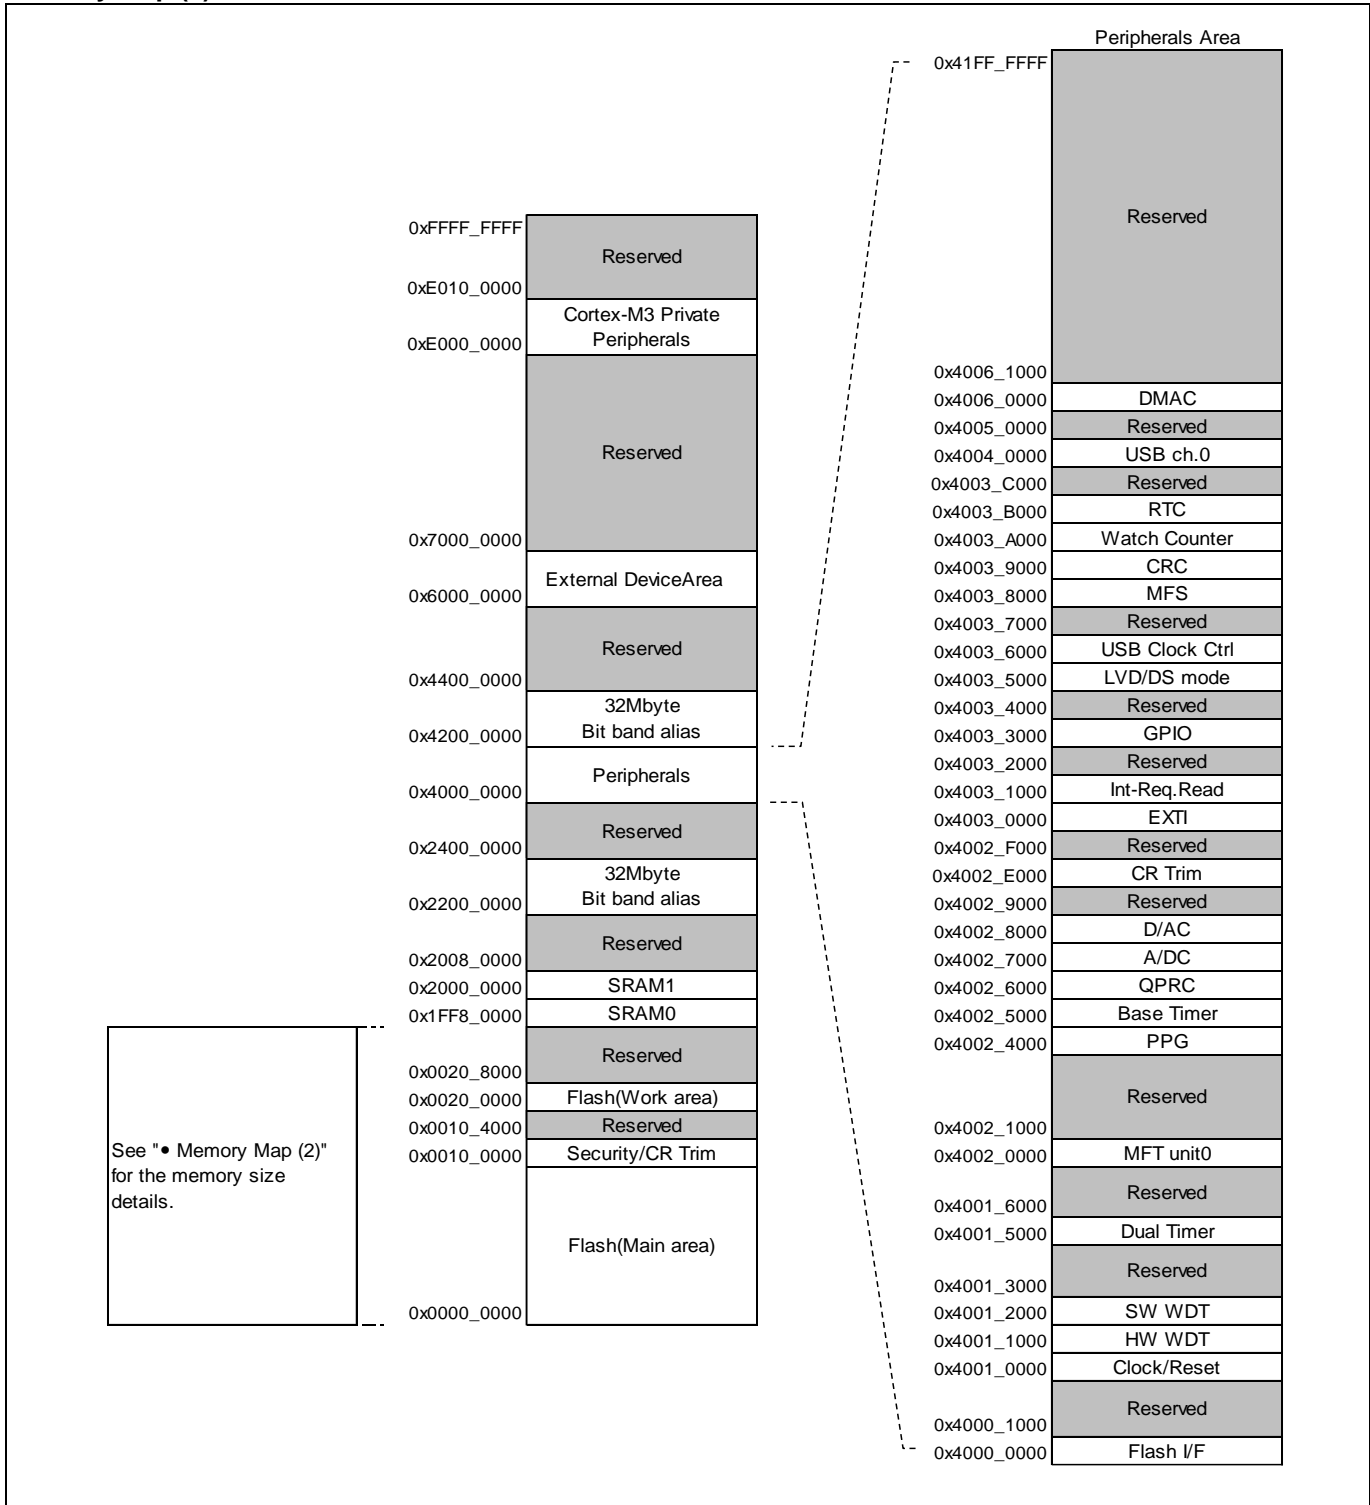 Peripherals Area
0x41FF_FFFF
Reserved
0x4006_1000
0x4006_0000 DMAC
0x4005_0000 Reserved
0x4004_0000 USB ch.0
0x4003_C000 Reserved
0x4003_B000 RTC
0x4003_A000 Watch Counter
0x4003_9000 CRC
0x4003_8000 MFS
0x4003_7000 Reserved
0x4003_6000 USB Clock Ctrl
0x4003_5000 LVD/DS mode
0x4003_4000 Reserved
0x4003_3000 GPIO
0x4003_2000 Reserved
0x4003_1000 Int-Req.Read
0x4003_0000 EXTI
0x4002_F000 Reserved
0x4002_E000 CR Trim
0x4002_9000 Reserved
0x4002_8000 D/AC
0x4002_7000 A/DC
0x4002_6000 QPRC
0x4002_5000 Base Timer
0x4002_4000 PPG
Reserved
0x4002_1000
0x4002_0000 MFT unit0
Reserved
0x4001_6000
0x4001_5000 Dual Timer
Reserved
0x4001_3000
0x4001_2000 SW WDT
0x4001_1000 HW WDT
0x4001_0000 Clock/Reset
Reserved
0x4000_1000
0x4000_0000 Flash I/F
0xFFFF_FFFF
Reserved
0xE010_0000
Cortex-M3 Private
0xE000_0000 Peripherals
Reserved
0x7000_0000
External DeviceArea
0x6000_0000
Reserved
0x4400_0000
32Mbyte
0x4200_0000 Bit band alias
Peripherals
0x4000_0000
Reserved
0x2400_0000
32Mbyte
0x2200_0000 Bit band alias
Reserved
0x2008_0000
0x2000_0000 SRAM1
0x1FF8_0000 SRAM0
Reserved
0x0020_8000
0x0020_0000 Flash(Work area)
0x0010_4000 Reserved
0x0010_0000 Security/CR Trim
Flash(Main area)
0x0000_0000
See "• Memory Map (2)"
for the memory size
details.